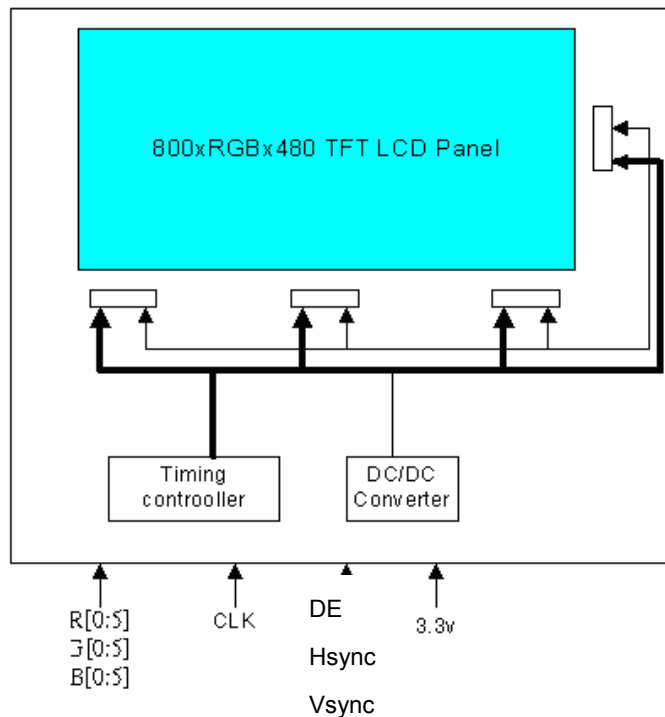 800xRGBx480 TFT LCD Panel
Timing
controoller
DC/DC
Converter
R[0:5]
CLK
DE
3.3v
G[0:5]
Hsync
B[0:5]
Vsync